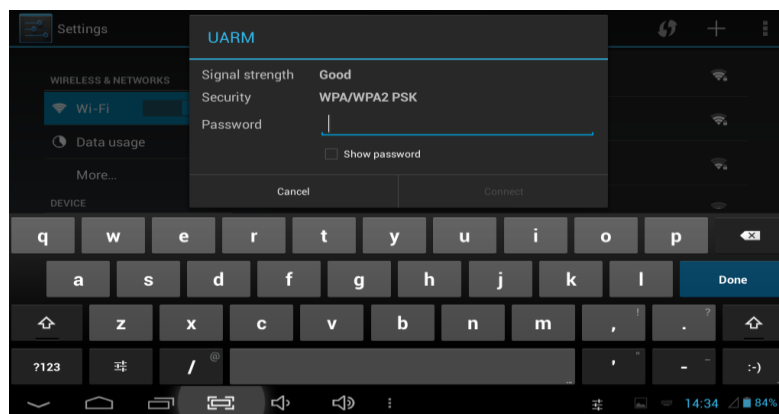 Settings
UARM
WIRELESS & NETWORKS
Wi-Fi
Data usage
More...
DEVICE
Signal strength Good
Security WPA/WPA2 PSK
Password
Show password
Cancel Connect
q w e r t y u i o p
a s d f g h j k l Done
z x c v b n m , ! . ?
?123 / @ ' " - _ :-)
14:34 84%